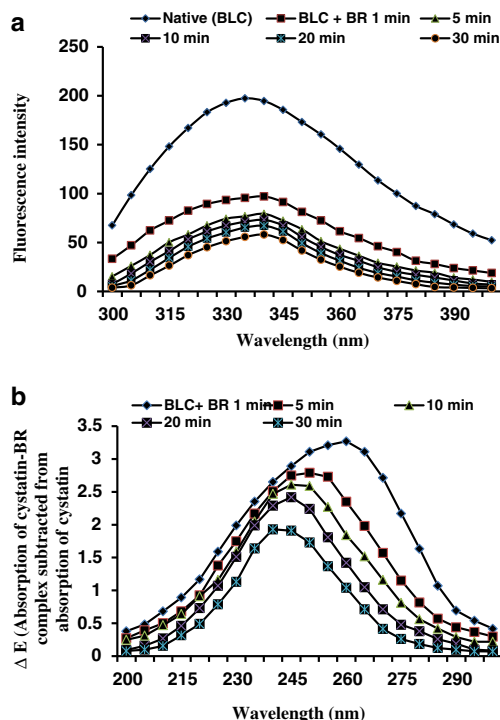 a
Native (BLC) BLC + BR 1 min 5 min
10 min 20 min 30 min
250
200
150
100
50
0
Fluorescence intensity
300 315 330 345 360 375 390
Wavelength (nm)
b
BLC+ BR 1 min 5 min 10 min
20 min 30 min
3.5
3
2.5
2
1.5
1
0.5
0
Δ E (Absorption of cystatin-BR
complex subtracted from
absorption of cystatin
200 215 230 245 260 275 290
Wavelength (nm)